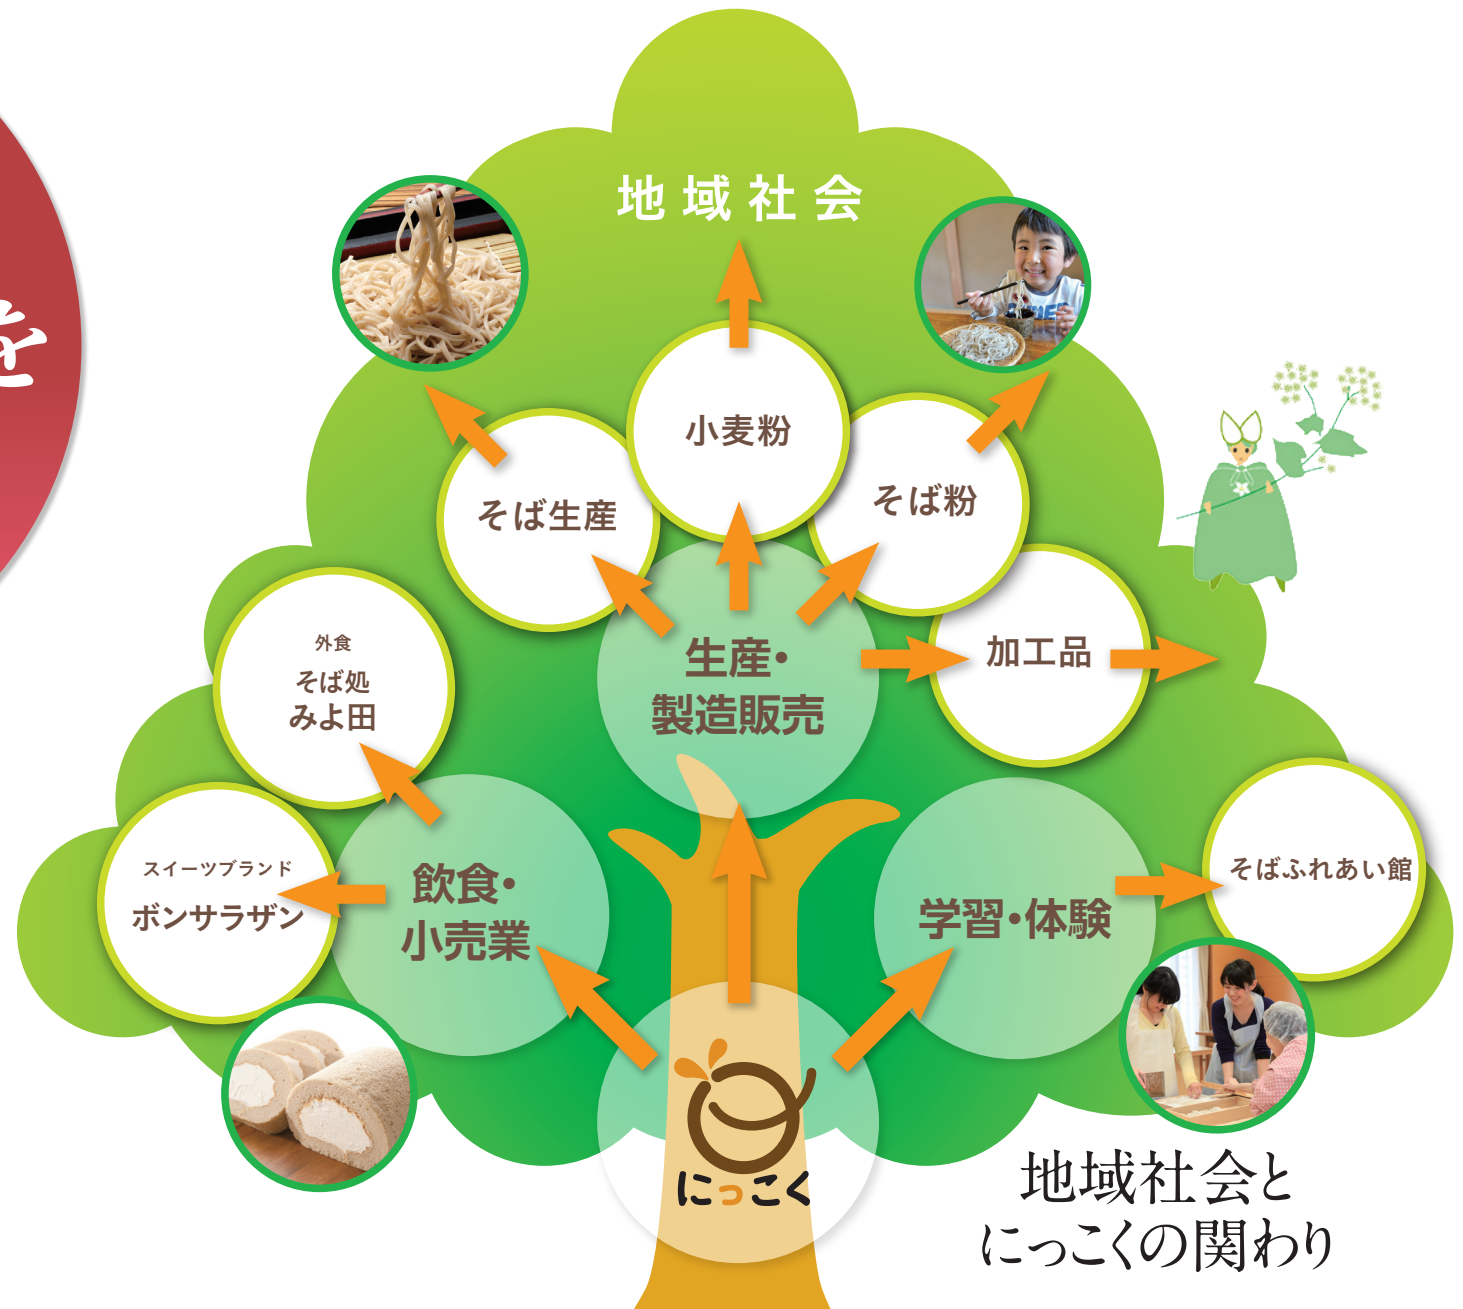 を
地域社会
小麦粉
そば粉
そば生産
加工品
外食
そば処
みよ田
生産・
製造販売
スイーツブランド
ボンサラザン
飲食・
小売業
学習・体験
そばふれあい館
にっこく
地域社会と
にっこくの関わり